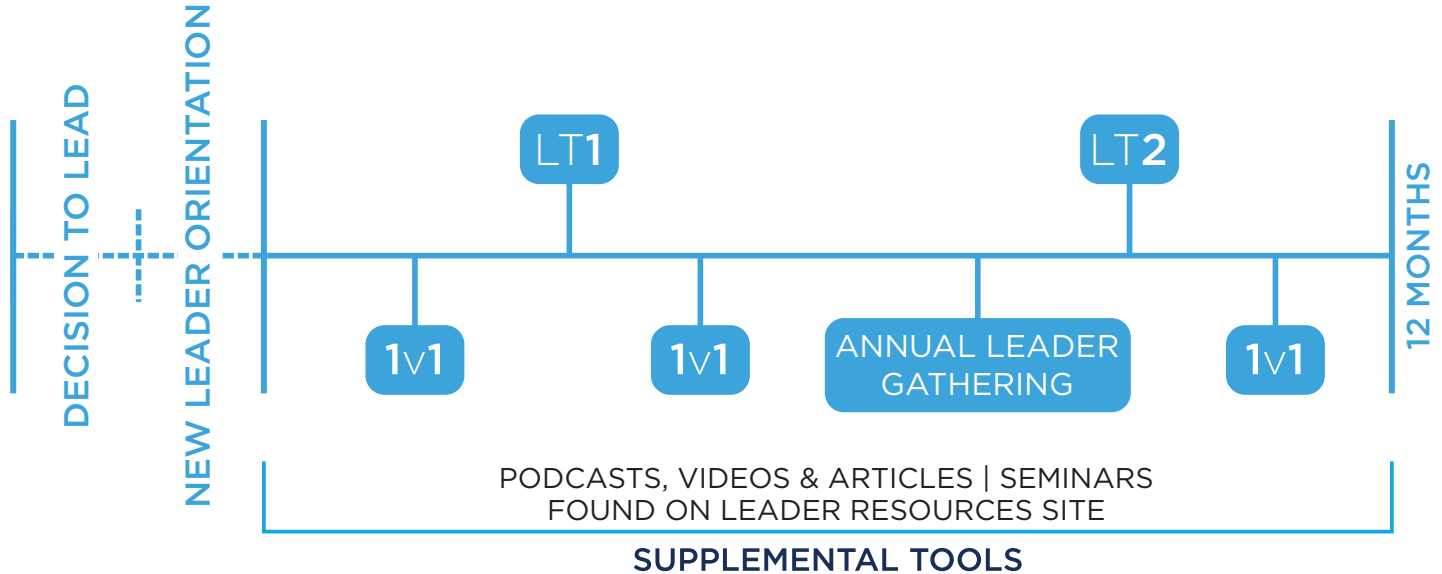 DECISION TO LEAD
NEW LEADER ORIENTATION
LT1
LT2
1V1
1V1
ANNUAL LEADER
GATHERING
1V1
12 MONTHS
PODCASTS, VIDEOS & ARTICLES | SEMINARS
FOUND ON LEADER RESOURCES SITE
SUPPLEMENTAL TOOLS